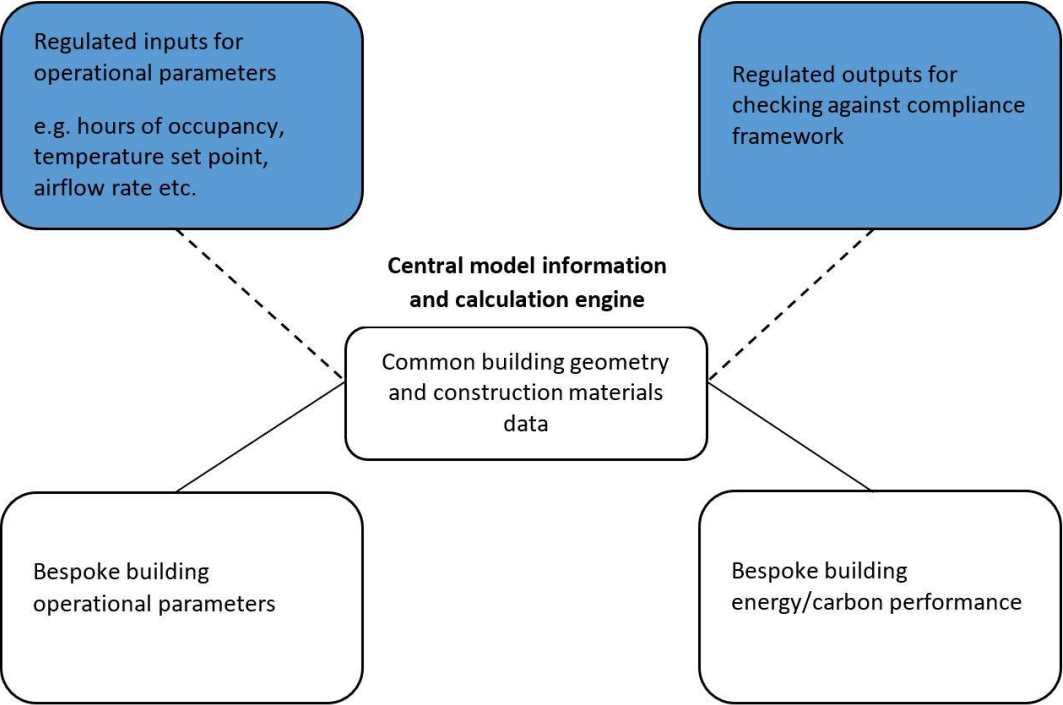 Regulated inputs for
operational parameters
e.g. hours of occupancy,
temperature set point,
airflow rate etc.
Regulated outputs for
checking against compliance
framework
Central model information
and calculation engine
Common building geometry
and construction materials
data
Bespoke building
operational parameters
Bespoke building
energy/carbon performance